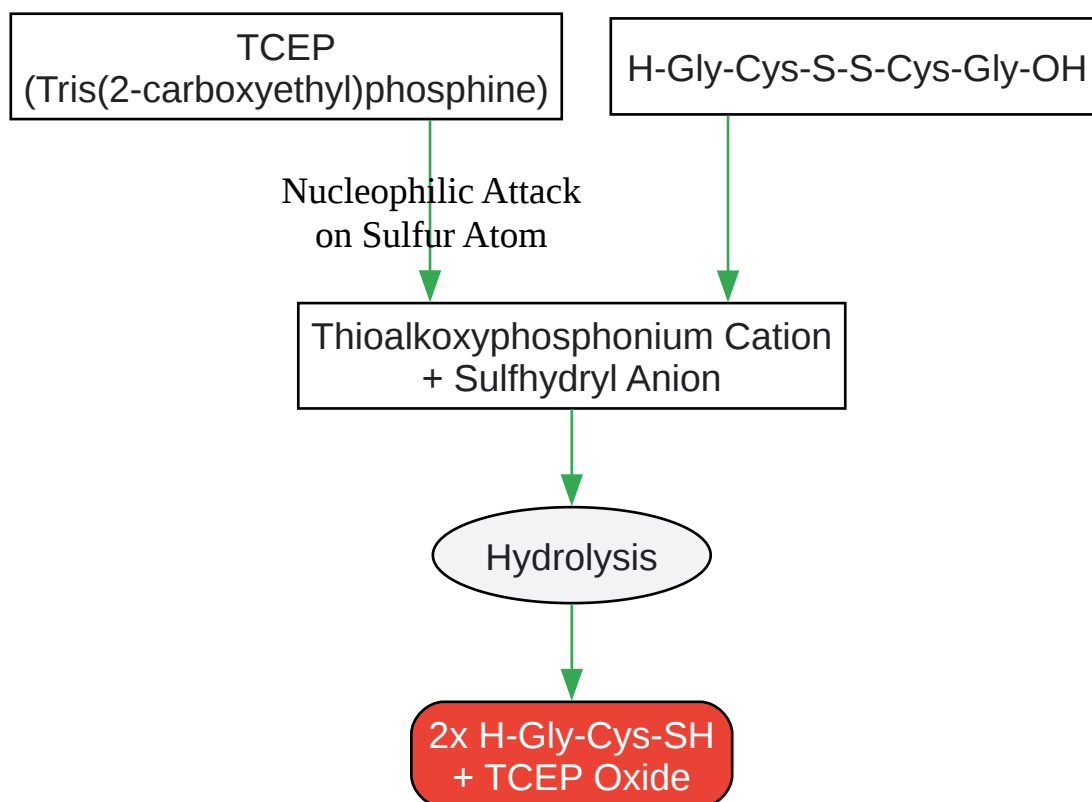 TCEP
(Tris(2-carboxyethyl)phosphine)
H-Gly-Cys-S-S-Cys-Gly-OH
Nucleophilic Attack
on Sulfur Atom
Thioalkoxyphosphonium Cation
+ Sulfhydryl Anion
Hydrolysis
2x H-Gly-Cys-SH
+ TCEP Oxide